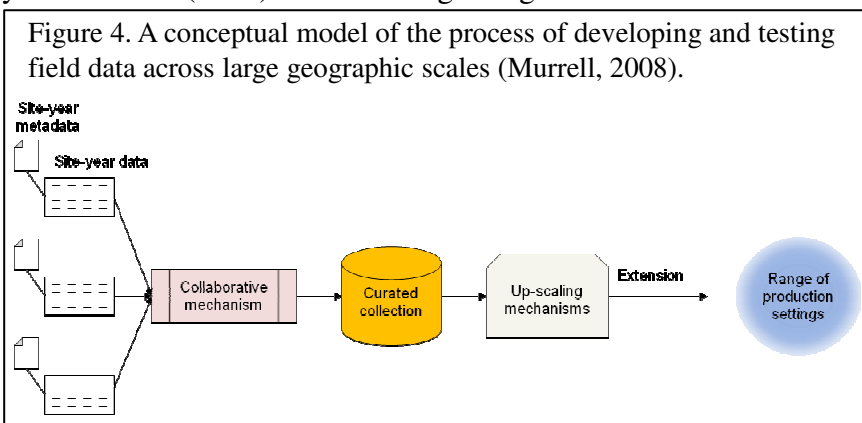 Figure 4. A conceptual model of the process of developing and testing
field data across large geographic scales (Murrell, 2008).
Site-year
metadata
Site-year data
Collaborative
mechanism
Curated
collection
Up-scaling
mechanisms
Extension
Range of
production
settings